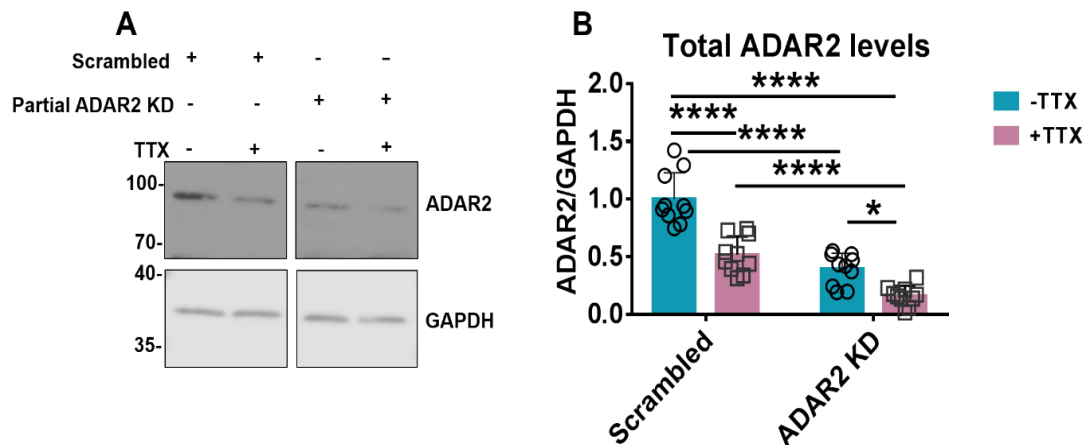 A
Scrambled + + - -
Partial ADAR2 KD - - + +
TTX - + - +
100-
ADAR2
70-
40-
GAPDH
35-
B
Total ADAR2 levels
ADAR2/GAPDH
2.0
1.5
1.0
0.5
0.0
****
****
****
****
*
Scrambled
ADAR2 KD
-TTX
+TTX